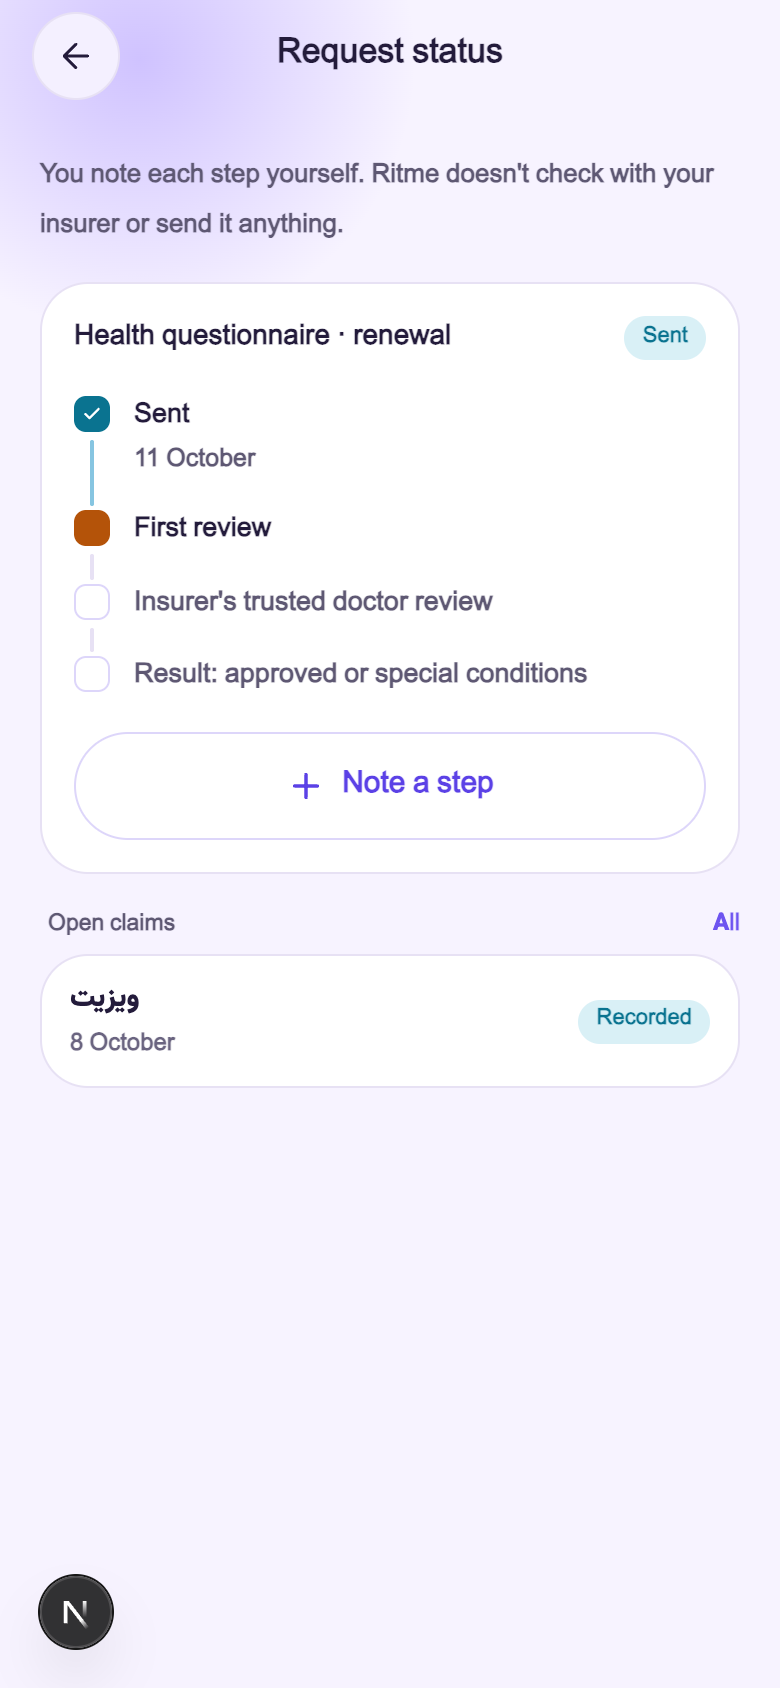 Request status
You note each step yourself. Ritme doesn't check with your
insurer or send it anything.
Health questionnaire · renewal
Sent
Sent
11 October
First review
Insurer's trusted doctor review
Result: approved or special conditions
Note a step
Open claims
All
ویزیت
8 October
Recorded
N